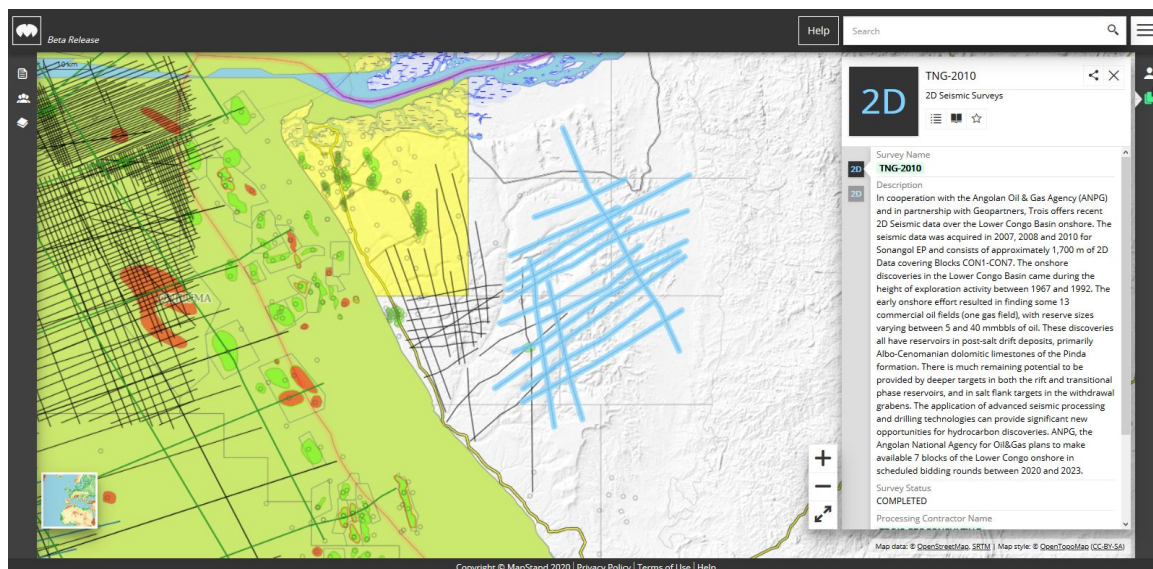 Beta Release
Help
Search
10 km
2D
TNG-2010
2D Seismic Surveys
2D
2D
Survey Name
TNG-2010
Description
In cooperation with the Angolan Oil & Gas Agency (ANPG)
and in partnership with Geopartners, Trois offers recent
2D Seismic data over the Lower Congo Basin onshore. The
seismic data was acquired in 2007, 2008 and 2010 for
Sonangol EP and consists of approximately 1,700 m of 2D
Data covering Blocks CON1-CON7. The onshore
discoveries in the Lower Congo Basin came during the
height of exploration activity between 1967 and 1992. The
early onshore effort resulted in finding some 13
commercial oil fields (one gas field), with reserve sizes
varying between 5 and 40 mmbbls of oil. These discoveries
all have reservoirs in post-salt drift deposits, primarily
Albo-Cenomanian dolomitic limestones of the Pinda
formation. There is much remaining potential to be
provided by deeper targets in both the rift and transitional
phase reservoirs, and in salt flank targets in the withdrawal
grabens. The application of advanced seismic processing
and drilling technologies can provide significant new
opportunities for hydrocarbon discoveries. ANPG, the
Angolan National Agency for Oil&Gas plans to make
available 7 blocks of the Lower Congo onshore in
scheduled bidding rounds between 2020 and 2023.
Survey Status
COMPLETED
Processing Contractor Name
Map data: © OpenStreetMap, SRTM | Map style: © OpenTopoMap (CC-BY-SA)
Copyright © MapStand 2020 | Privacy Policy | Terms of Use | Help